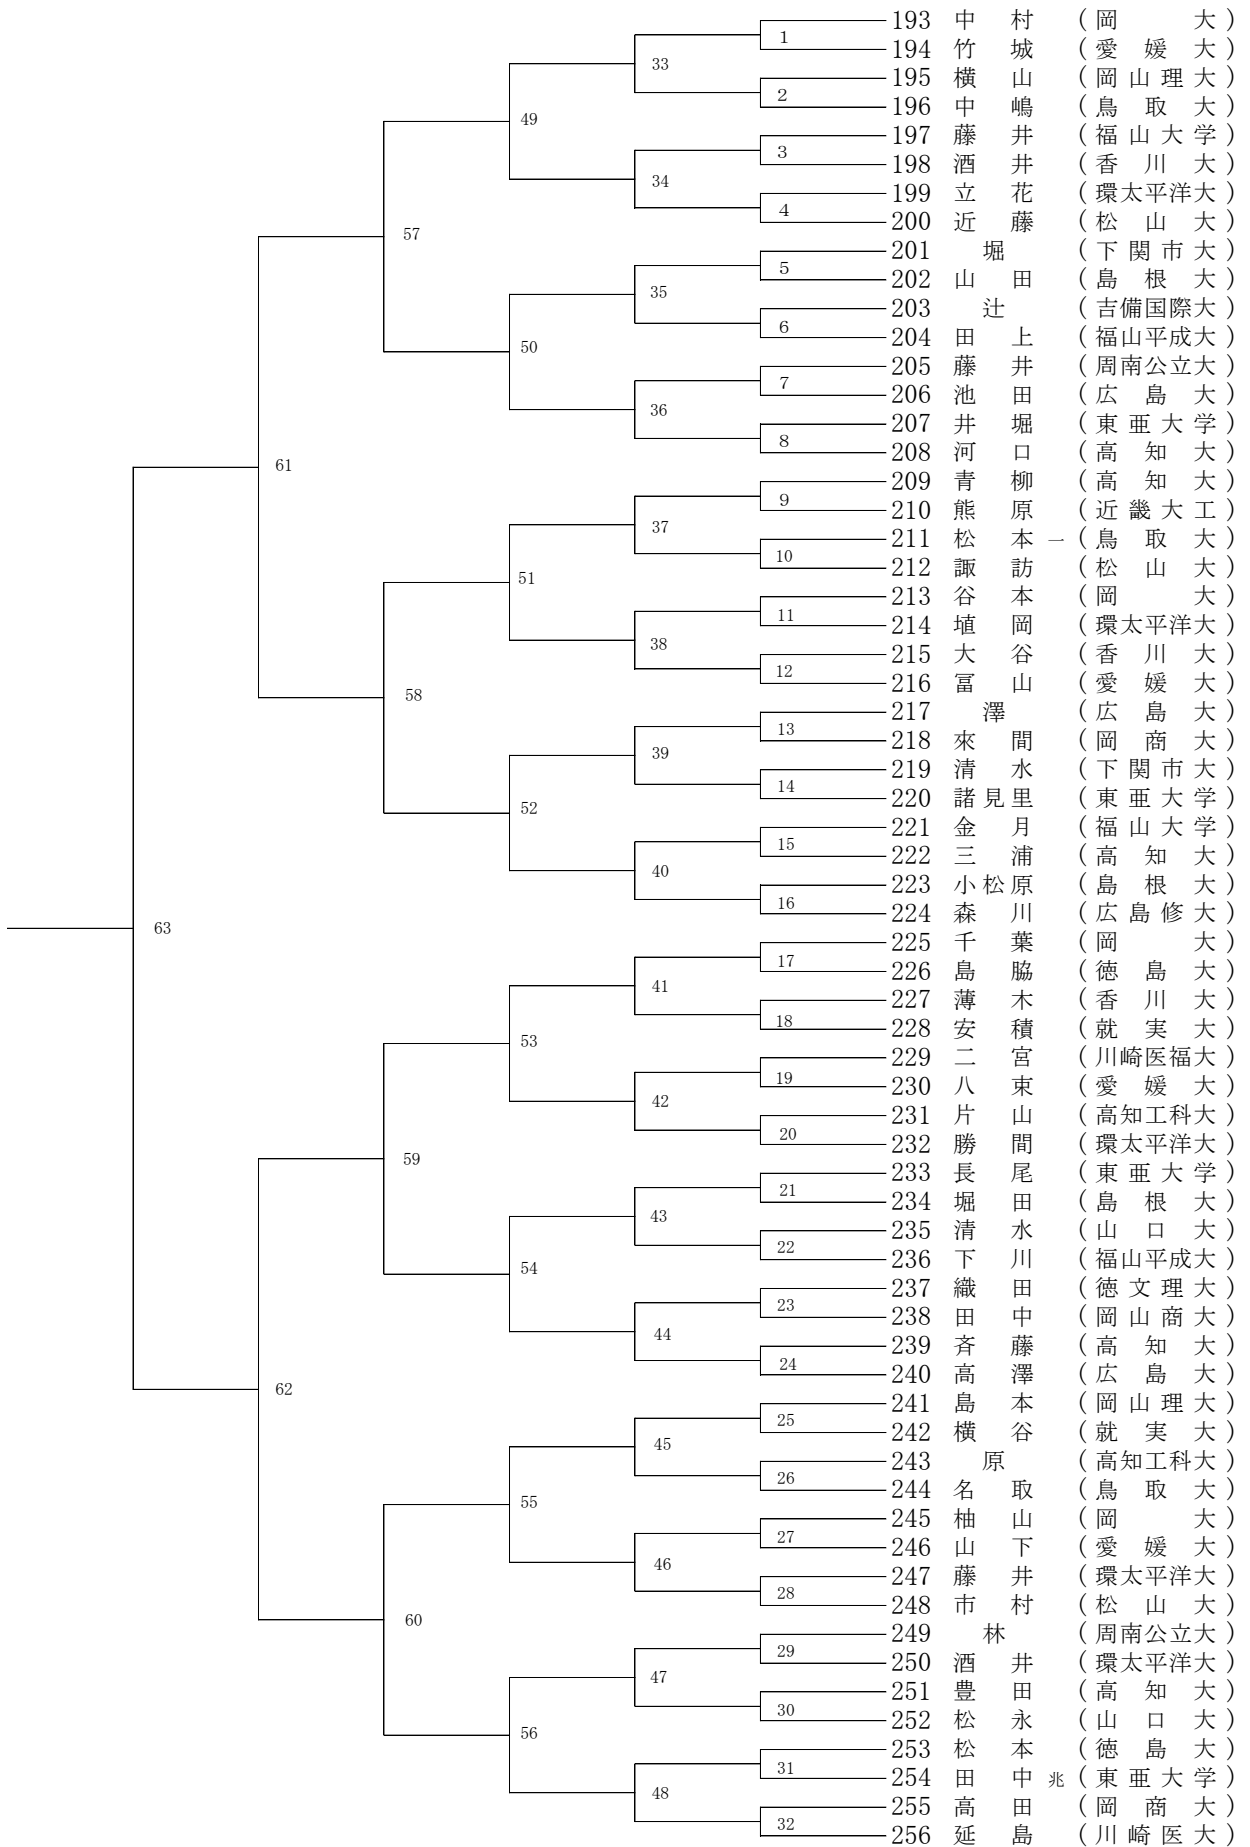 193 中村 (岡大)
1
194 竹城 (愛媛大)
33
195 横山 (岡山理大)
2
196 中嶋 (鳥取大)
49
197 藤井 (福山大学)
3
198 酒井 (香川大)
34
199 立花 (環太平洋大)
4
200 近藤 (松山大)
57
201 堀 (下関市大)
5
202 山田 (島根大)
35
203 辻 (吉備国際大)
6
204 田上 (福山平成大)
50
205 藤井 (周南公立大)
7
206 池田 (広島大)
36
207 井堀 (東亜大学)
8
208 河口 (高知大)
61
209 青柳 (高知大)
9
210 熊原 (近畿大工)
37
211 松本一 (鳥取大)
10
212 諏訪 (松山大)
51
213 谷本 (岡大)
11
214 埴岡 (環太平洋大)
38
215 大谷 (香川大)
12
216 冨山 (愛媛大)
58
217 澤 (広島大)
13
218 來間 (岡商大)
39
219 清水 (下関市大)
14
220 諸見里 (東亜大学)
52
221 金月 (福山大学)
15
222 三浦 (高知大)
40
223 小松原 (島根大)
16
224 森川 (広島修大)
63
225 千葉 (岡大)
17
226 島脇 (徳島大)
41
227 薄木 (香川大)
18
228 安積 (就実大)
53
229 二宮 (川崎医福大)
19
230 八束 (愛媛大)
42
231 片山 (高知工科大)
20
232 勝間 (環太平洋大)
59
233 長尾 (東亜大学)
21
234 堀田 (島根大)
43
235 清水 (山口大)
22
236 下川 (福山平成大)
54
237 織田 (徳文理大)
23
238 田中 (岡山商大)
44
239 斉藤 (高知大)
24
240 高澤 (広島大)
62
241 島本 (岡山理大)
25
242 横谷 (就実大)
45
243 原 (高知工科大)
26
244 名取 (鳥取大)
55
245 柚山 (岡大)
27
246 山下 (愛媛大)
46
247 藤井 (環太平洋大)
28
248 市村 (松山大)
60
249 林 (周南公立大)
29
250 酒井 (環太平洋大)
47
251 豊田 (高知大)
30
252 松永 (山口大)
56
253 松本 (徳島大)
31
254 田中兆 (東亜大学)
48
255 高田 (岡商大)
32
256 延島 (川崎医大)